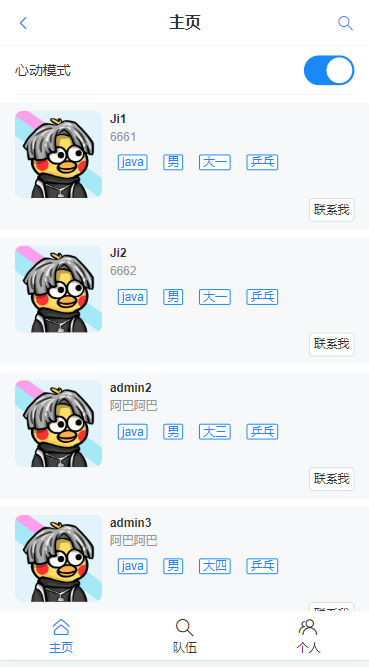 主页
心动模式
Ji1
6661
java 男 大一 乒乓
联系我
Ji2
6662
java 男 大一 乒乓
联系我
admin2
阿巴阿巴
java 男 大三 乒乓
联系我
admin3
阿巴阿巴
java 男 大四 乒乓
联系我
主页 队伍 个人